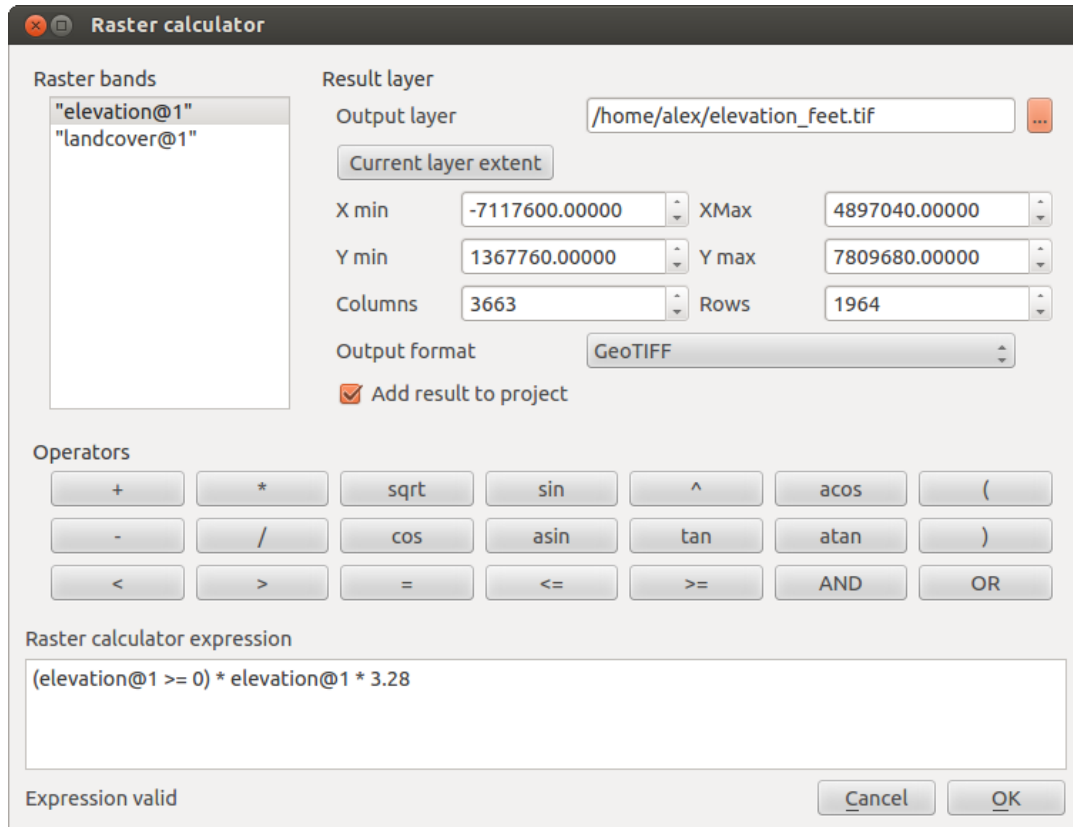 Raster calculator
Raster bands
"elevation@1"
"landcover@1"
Result layer
Output layer /home/alex/elevation_feet.tif ...
Current layer extent
X min -7117600.00000 XMax 4897040.00000
Y min 1367760.00000 Y max 7809680.00000
Columns 3663 Rows 1964
Output format GeoTIFF
Add result to project
Operators
+ * sqrt sin ^ acos (
- / cos asin tan atan )
< > = <= >= AND OR
Raster calculator expression
(elevation@1 >= 0) * elevation@1 * 3.28
Expression valid
Cancel OK